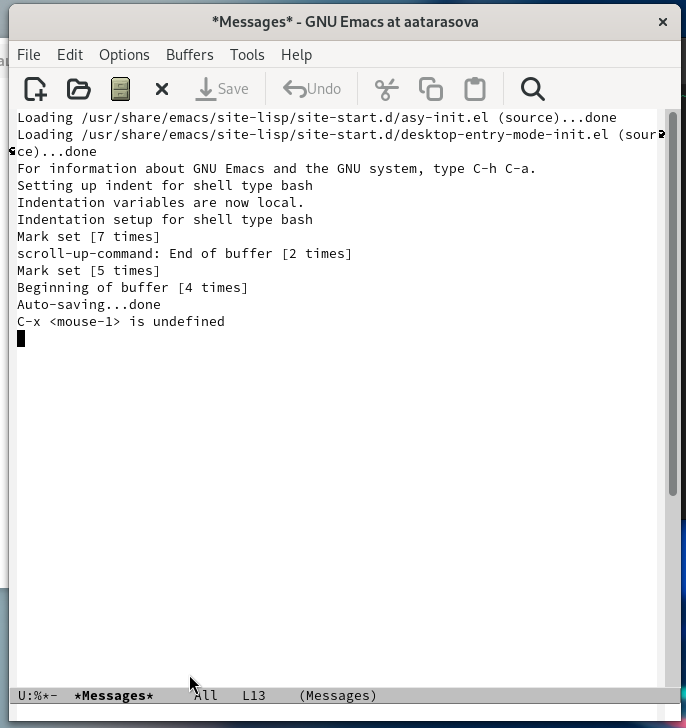 *Messages* - GNU Emacs at aatarasova
File Edit Options Buffers Tools Help
Save Undo
Loading /usr/share/emacs/site-lisp/site-start.d/asy-init.el (source)...done
Loading /usr/share/emacs/site-lisp/site-start.d/desktop-entry-mode-init.el (sour
ce)...done
For information about GNU Emacs and the GNU system, type C-h C-a.
Setting up indent for shell type bash
Indentation variables are now local.
Indentation setup for shell type bash
Mark set [7 times]
scroll-up-command: End of buffer [2 times]
Mark set [5 times]
Beginning of buffer [4 times]
Auto-saving...done
C-x <mouse-1> is undefined
U:%*- *Messages* All L13 (Messages)